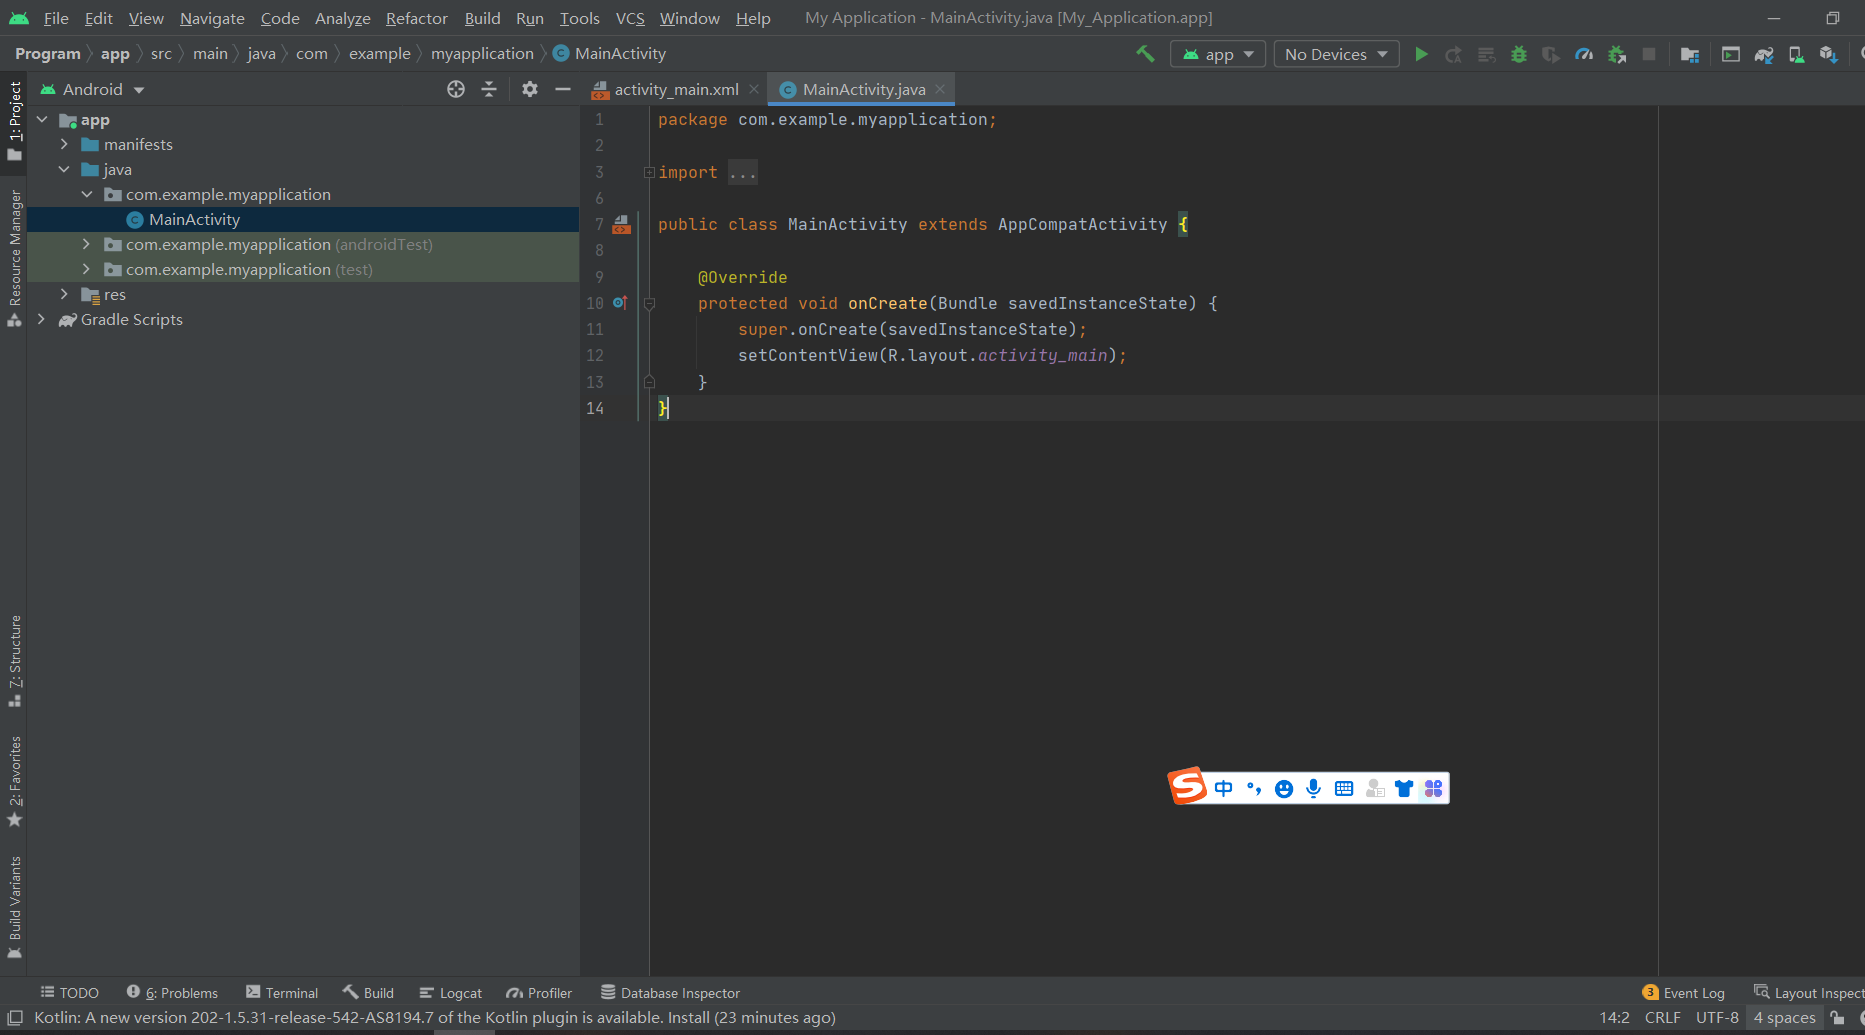 File Edit View Navigate Code Analyze Refactor Build Run Tools VCS Window Help My Application - MainActivity.java [My_Application.app]
Program app src main java com example myapplication MainActivity app No Devices
1: Project
Resource Manager
7: Structure
2: Favorites
Build Variants
Android
app
manifests
java
com.example.myapplication
MainActivity
com.example.myapplication (androidTest)
com.example.myapplication (test)
res
Gradle Scripts
activity_main.xml MainActivity.java
1 package com.example.myapplication;
2
3 import ...
6
7 public class MainActivity extends AppCompatActivity {
8
9 @Override
10 protected void onCreate(Bundle savedInstanceState) {
11 super.onCreate(savedInstanceState);
12 setContentView(R.layout.activity_main);
13 }
14 }
S 中 °,
TODO 6: Problems Terminal Build Logcat Profiler Database Inspector 3 Event Log Layout Inspect
Kotlin: A new version 202-1.5.31-release-542-AS8194.7 of the Kotlin plugin is available. Install (23 minutes ago) 14:2 CRLF UTF-8 4 spaces